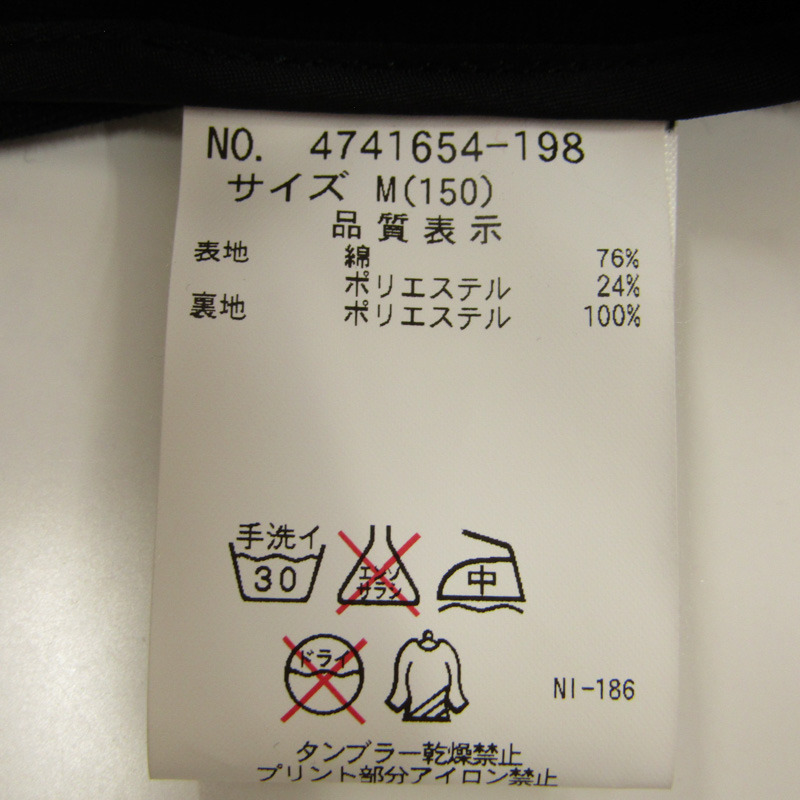 NO. 4741654-198
サイズ M(150)
品質表示
表地 綿 76%
ポリエステル 24%
裏地 ポリエステル 100%
手洗イ
30
エンソ
サラシ
中
ドライ
NI-186
タンブラー乾燥禁止
プリント部分アイロン禁止